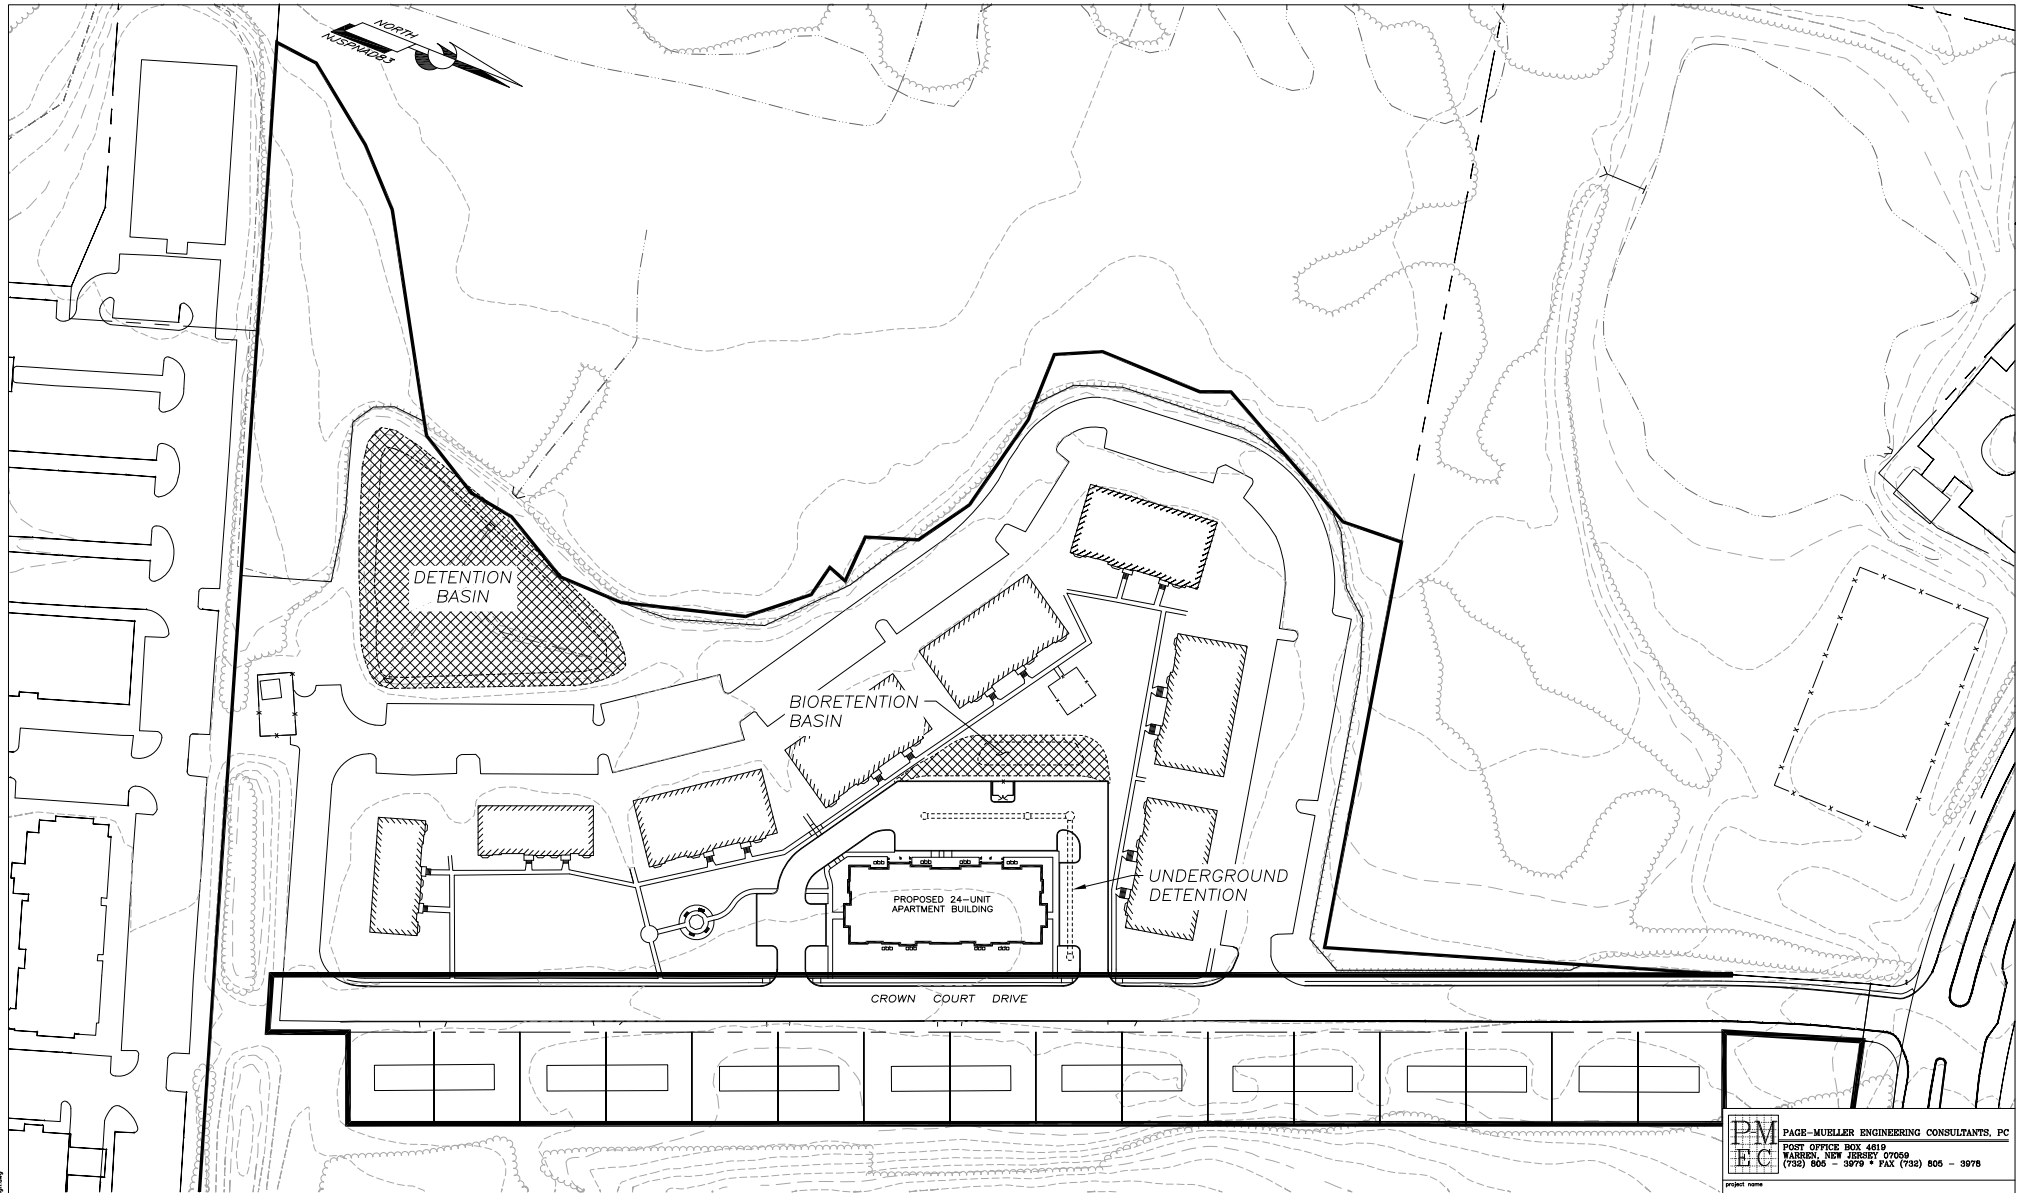 NORTH
NJSPNAD83
DETENTION
BASIN
BIORETENTION
BASIN
UNDERGROUND
DETENTION
PROPOSED 24-UNIT
APARTMENT BUILDING
CROWN COURT DRIVE
PM
EC
PAGE-MUELLER ENGINEERING CONSULTANTS, PC
POST OFFICE BOX 4619
WARREN, NEW JERSEY 07059
(732) 805 - 3979 * FAX (732) 805 - 3978
project name